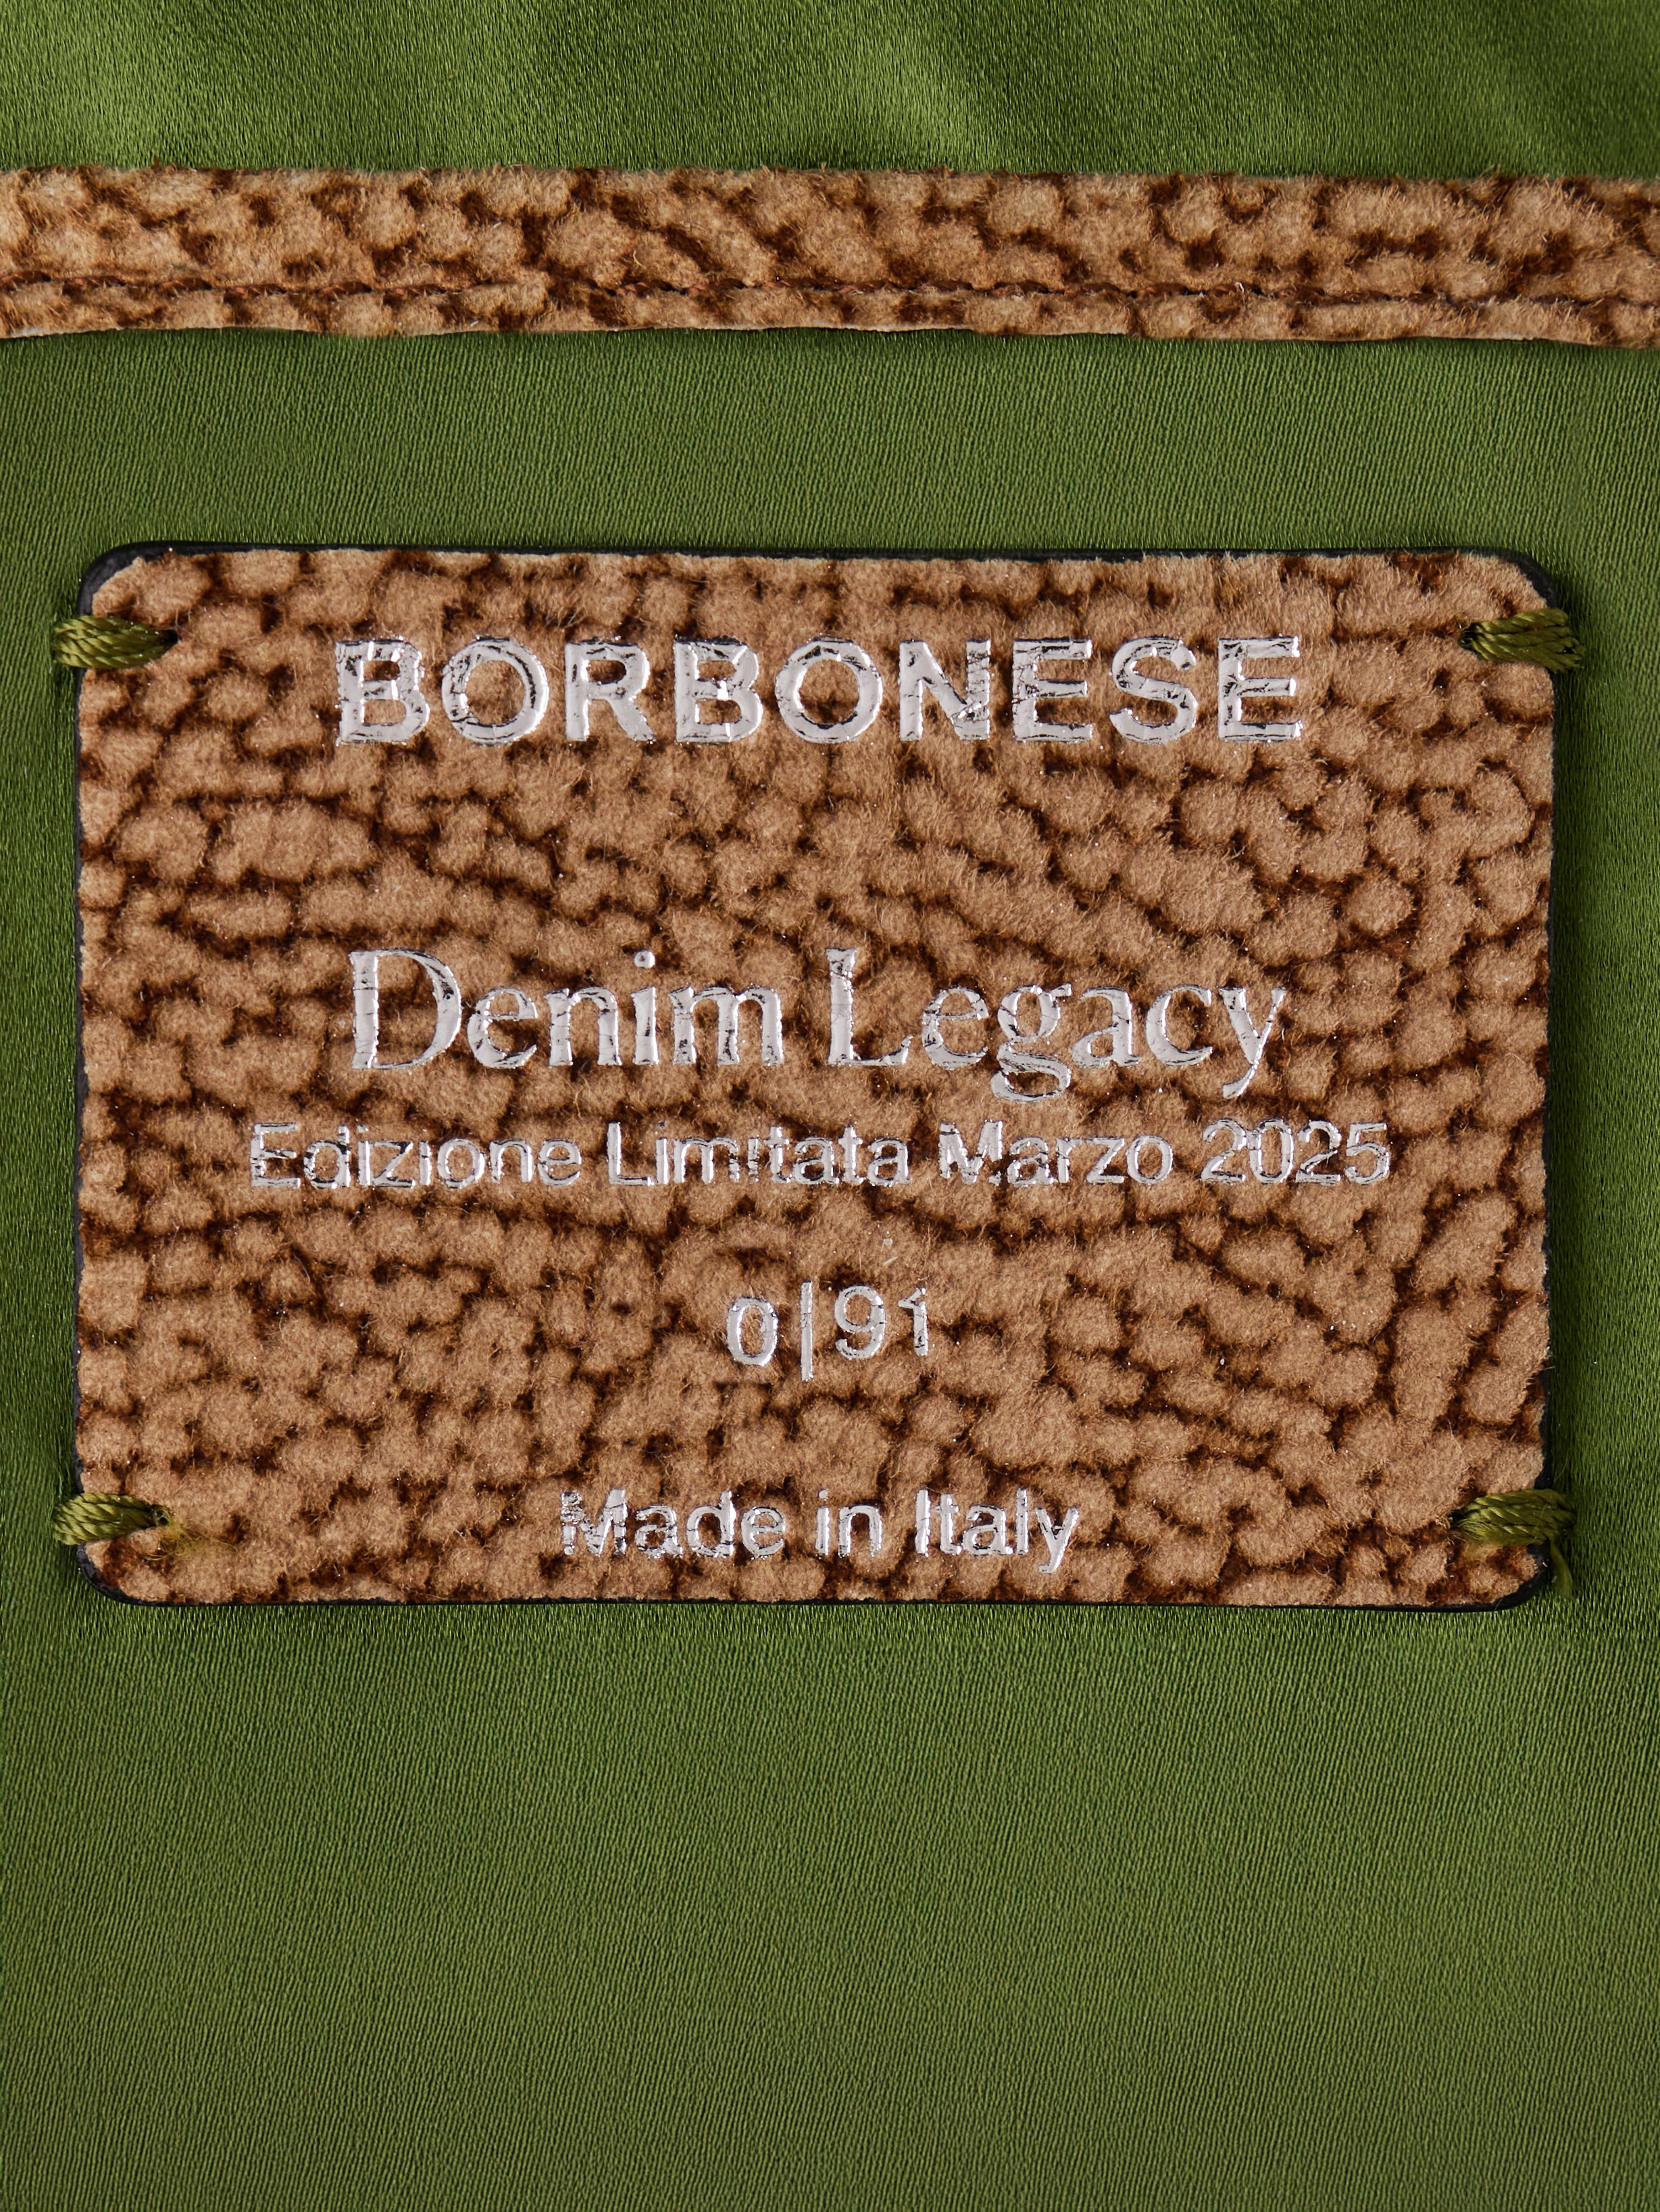 BORBONESE
Denim Legacy
Edizione Limitata Marzo 2025
0|91
Made in Italy